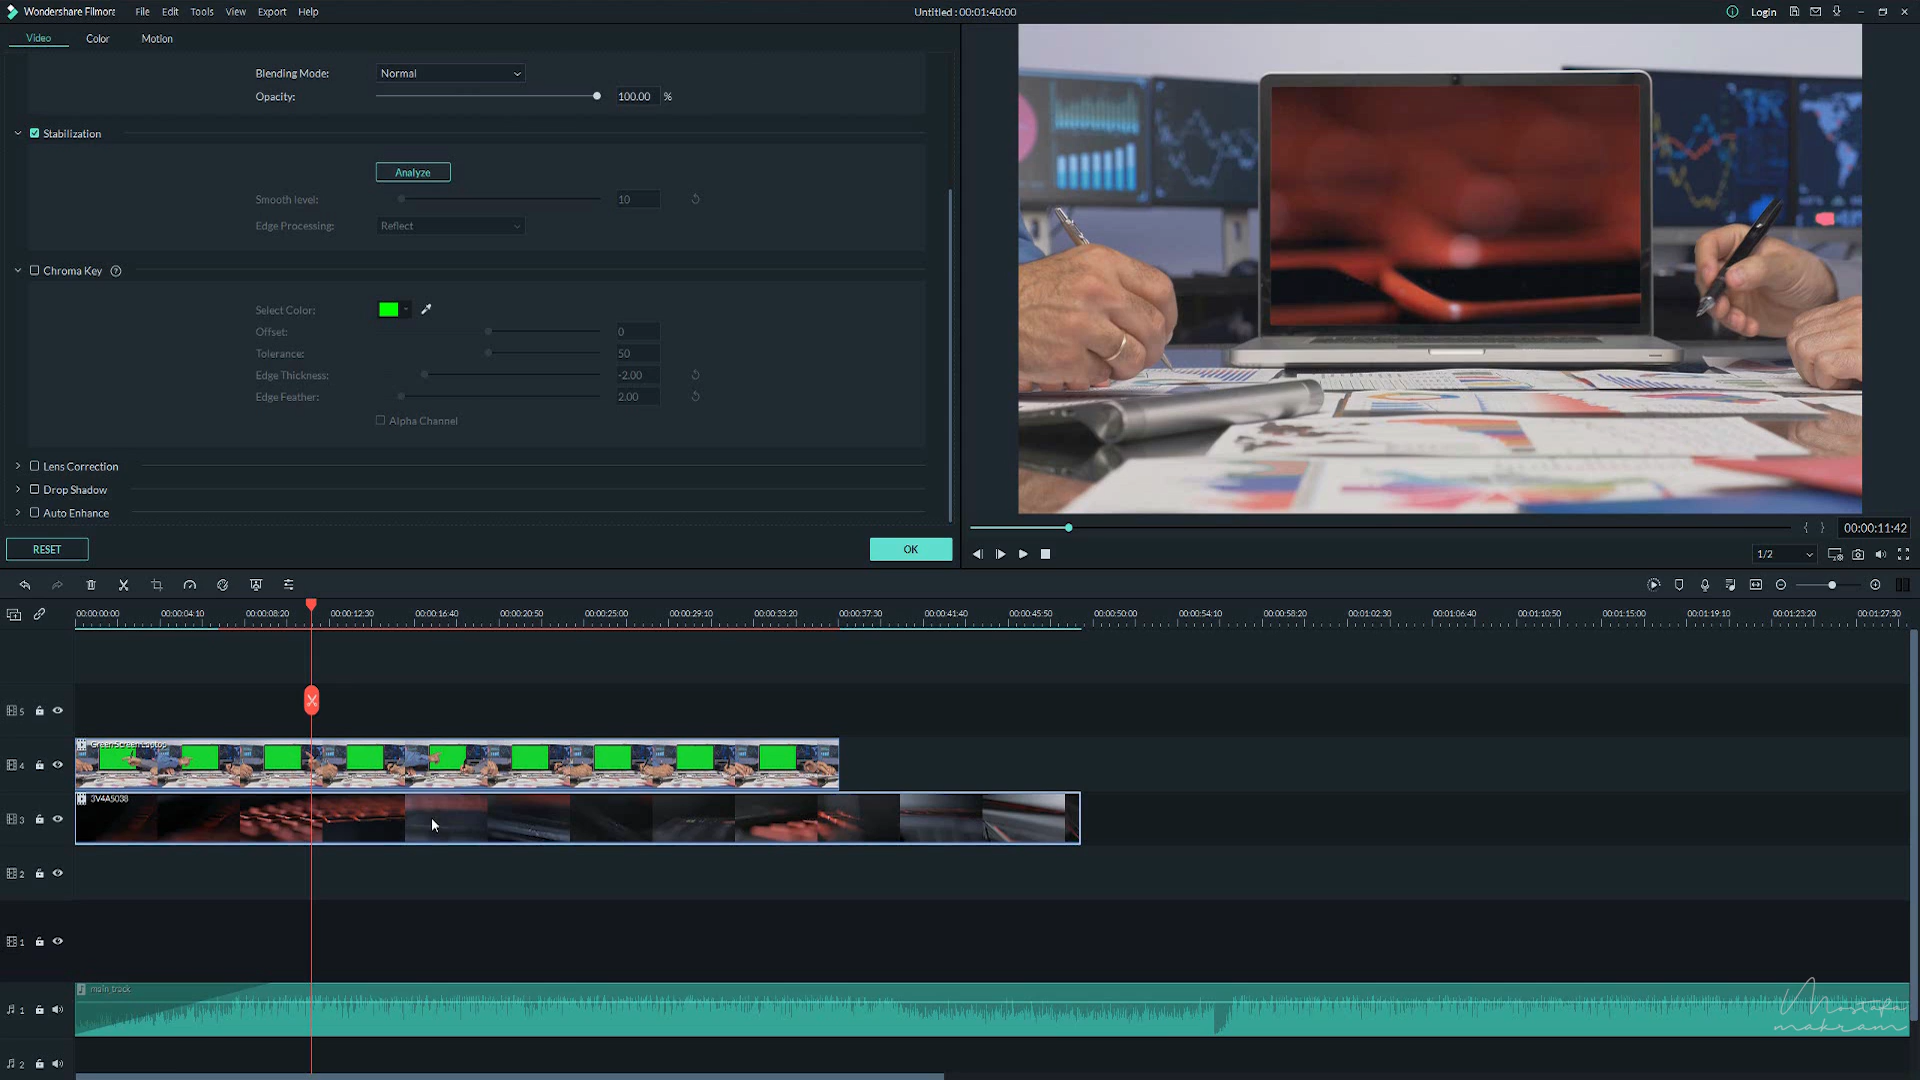 Wondershare Filmora File Edit Tools View Export Help Untitled : 00:01:40:00 Login
Video Color Motion
Blending Mode: Normal
Opacity: 100.00 %
Stabilization
Analyze
Smooth level: 10
Edge Processing: Reflect
Chroma Key ?
Select Color:
Offset: 0
Tolerance: 50
Edge Thickness: -2.00
Edge Feather: 2.00
Alpha Channel
Lens Correction
Drop Shadow
Auto Enhance
RESET OK
{ } 00:00:11:42
1/2
00:00:00:00 00:00:04:10 00:00:08:20 00:00:12:30 00:00:16:40 00:00:20:50 00:00:25:00 00:00:29:10 00:00:33:20 00:00:37:30 00:00:41:40 00:00:45:50 00:00:50:00 00:00:54:10 00:00:58:20 00:01:02:30 00:01:06:40 00:01:10:50 00:01:15:00 00:01:19:10 00:01:23:20 00:01:27:30
5
Green Screen Laptop
4
3V4A5038
3
2
1
main_track
1
Mostafa
makram
2